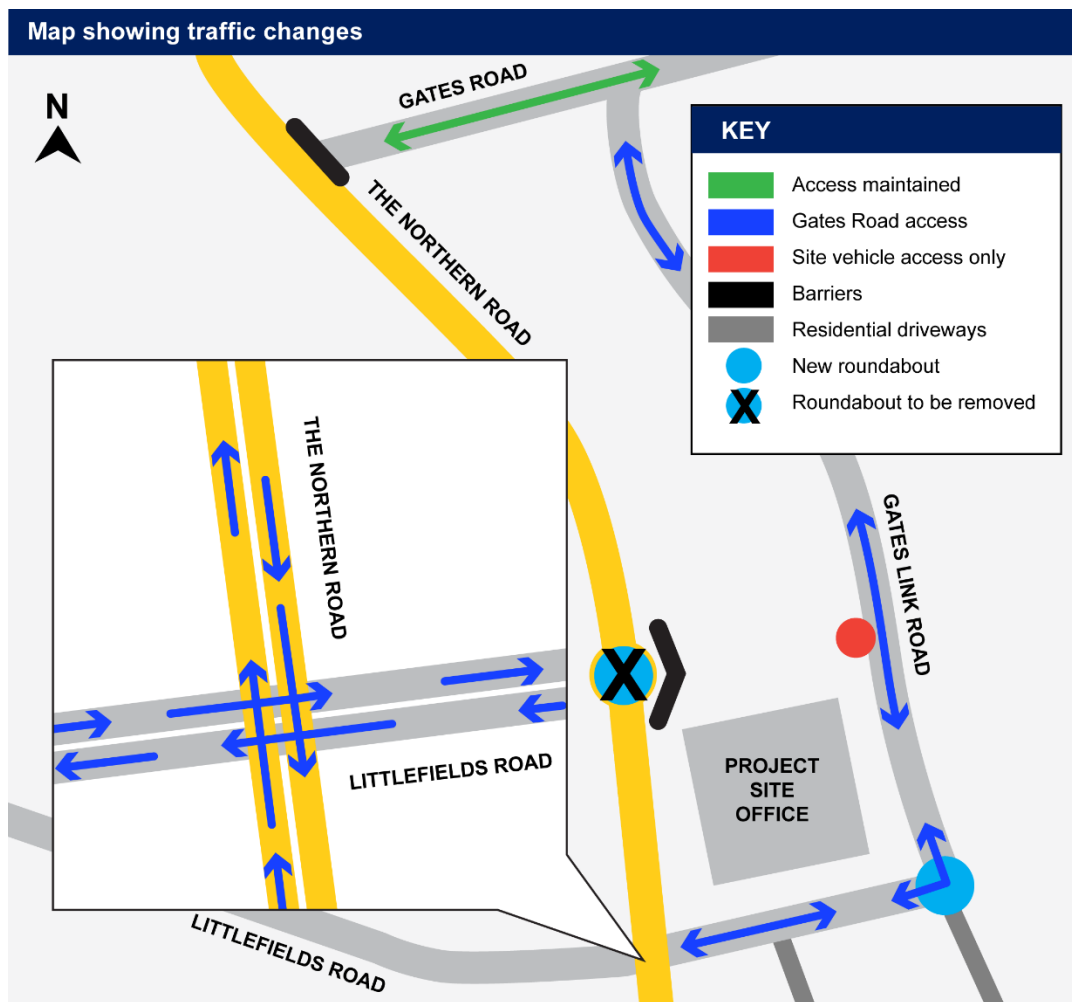 Map showing traffic changes
N
GATES ROAD
THE NORTHERN ROAD
KEY
Access maintained
Gates Road access
Site vehicle access only
Barriers
Residential driveways
New roundabout
X
Roundabout to be removed
THE NORTHERN ROAD
LITTLEFIELDS ROAD
GATES LINK ROAD
X
PROJECT
SITE
OFFICE
LITTLEFIELDS ROAD